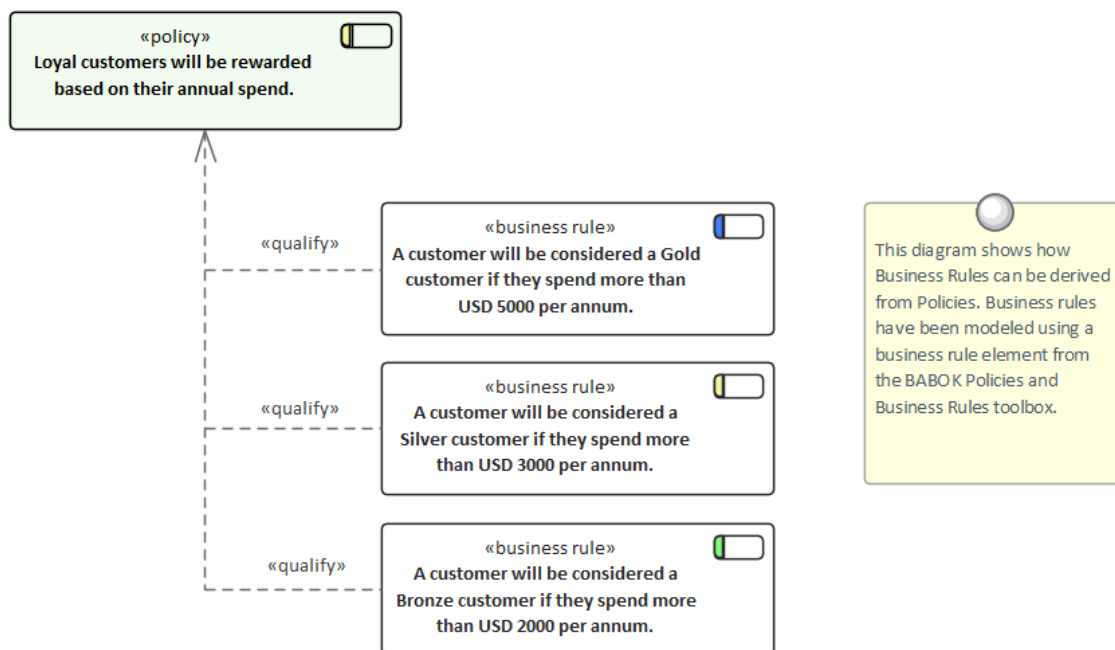 «policy»
Loyal customers will be rewarded
based on their annual spend.
«qualify»
«business rule»
A customer will be considered a Gold
customer if they spend more than
USD 5000 per annum.
«qualify»
«business rule»
A customer will be considered a
Silver customer if they spend more
than USD 3000 per annum.
«qualify»
«business rule»
A customer will be considered a
Bronze customer if they spend more
than USD 2000 per annum.
This diagram shows how
Business Rules can be derived
from Policies. Business rules
have been modeled using a
business rule element from
the BABOK Policies and
Business Rules toolbox.